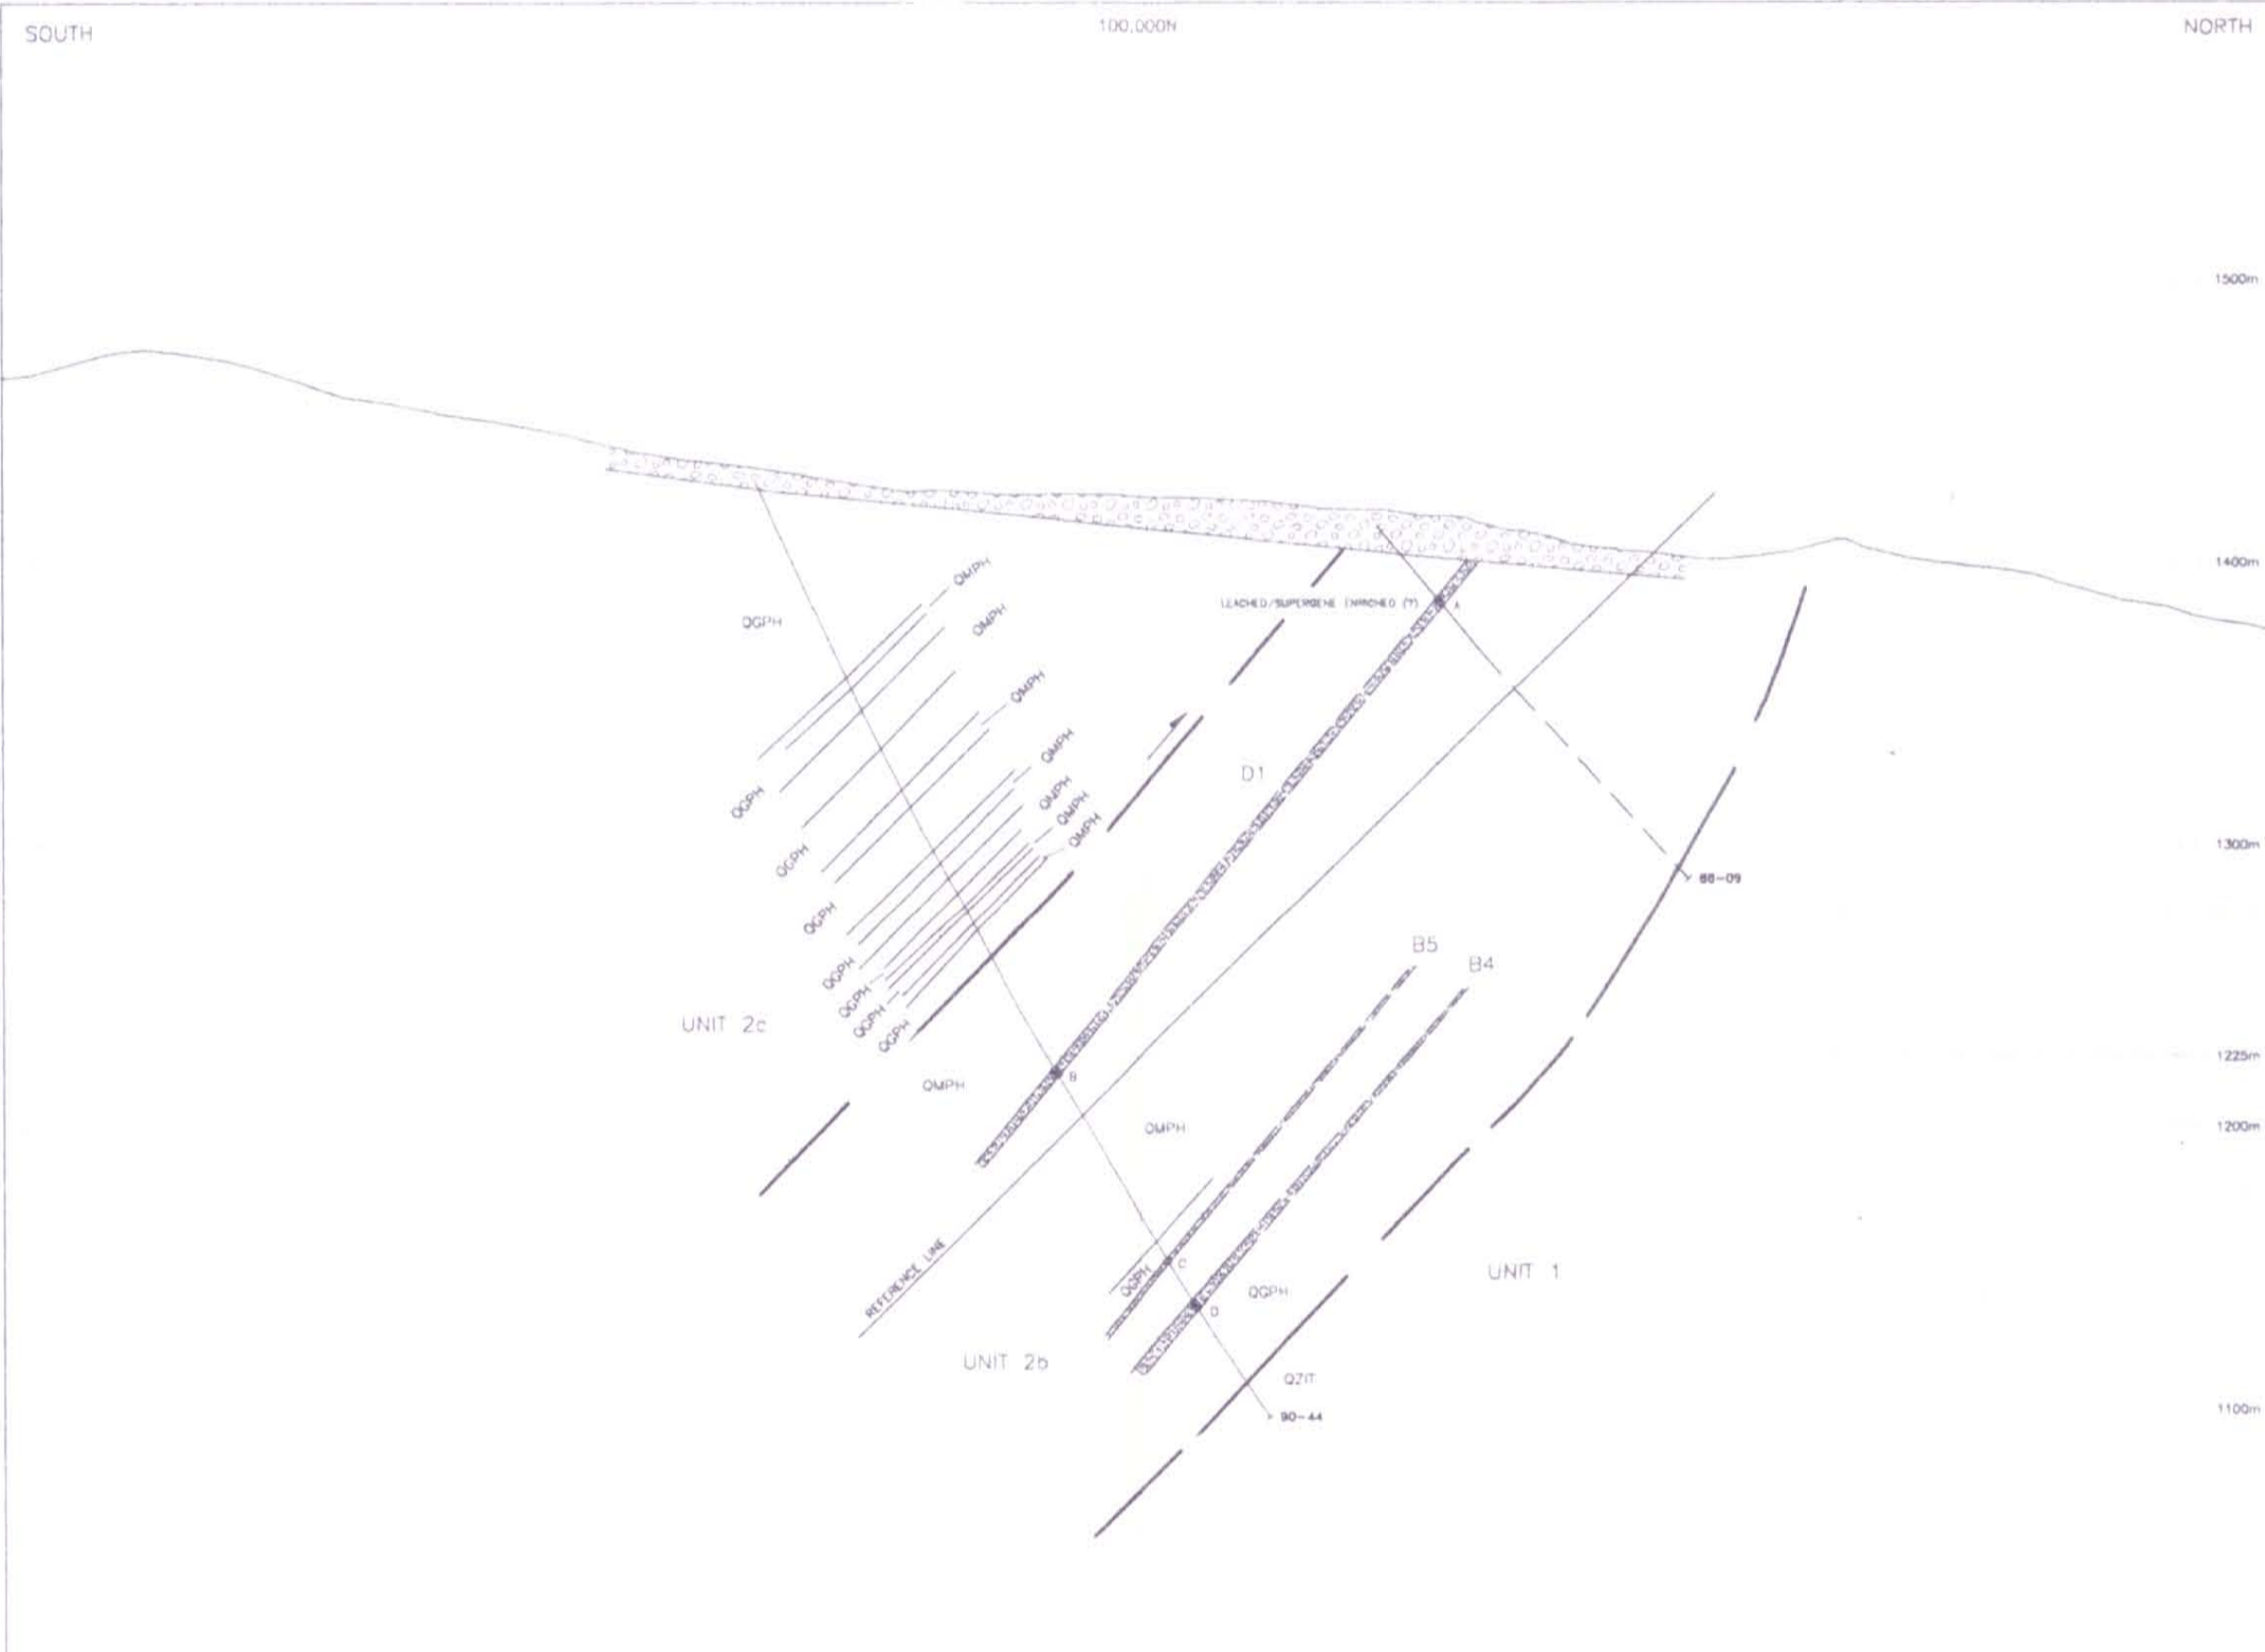 SOUTH
100,000N
NORTH
1500m
1400m
QMPH
QGPH
QMPH
LEACHED/SUPERGENE ENRICHED (?)
A
QMPH
QMPH
D1
QGPH
QMPH
QMPH
QMPH
QGPH
1300m
88-09
QGPH
B5
B4
QGPH
QGPH
QGPH
QGPH
UNIT 2c
1225m
QMPH
B
QMPH
1200m
REFERENCE LINE
QGPH
C
D
QGPH
UNIT 1
UNIT 2b
QZIT
90-44
1100m